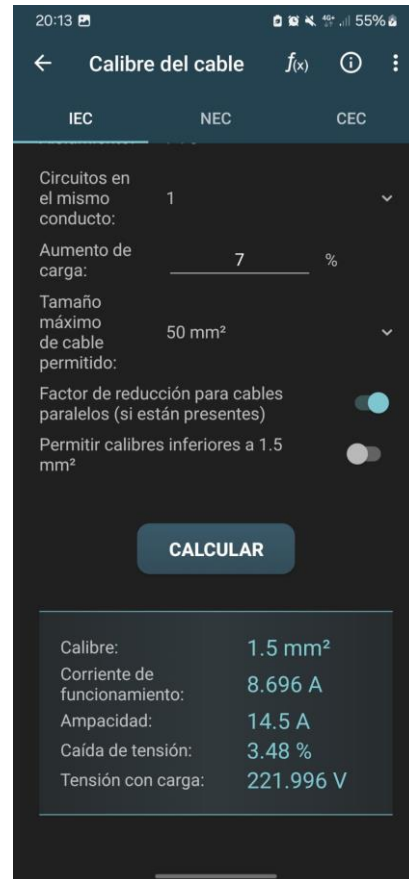 20:13
4G+ 55%
Calibre del cable f(x)
IEC NEC CEC
Circuitos en
el mismo 1
conducto:
Aumento de
carga: 7 %
Tamaño
máximo
de cable 50 mm²
permitido:
Factor de reducción para cables
paralelos (si están presentes)
Permitir calibres inferiores a 1.5
mm²
CALCULAR
Calibre: 1.5 mm²
Corriente de
funcionamiento: 8.696 A
Ampacidad: 14.5 A
Caída de tensión: 3.48 %
Tensión con carga: 221.996 V